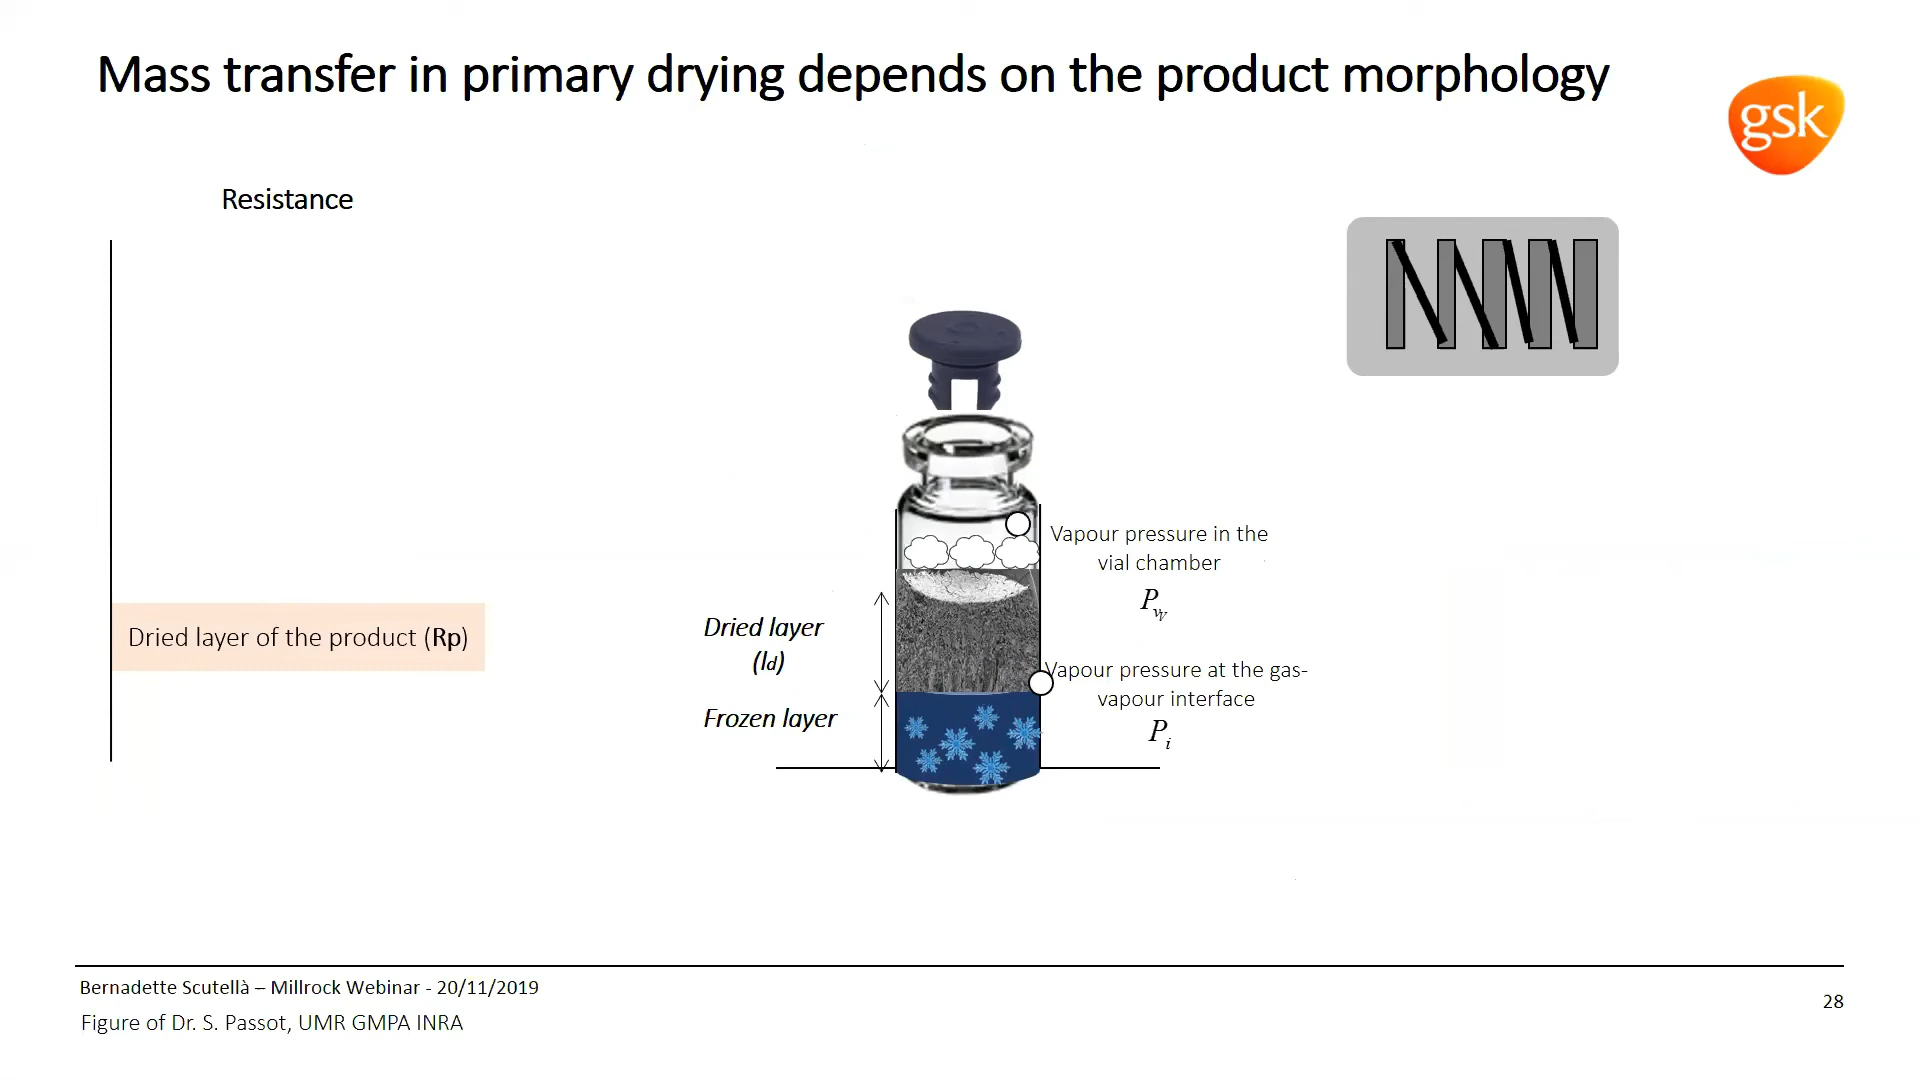 Mass transfer in primary drying depends on the product morphology
gsk
Resistance
Vapour pressure in the
vial chamber
PvV
Dried layer
(ld)
Dried layer of the product (Rp)
Vapour pressure at the gas-
vapour interface
Pi
Frozen layer
Bernadette Scutellà – Millrock Webinar - 20/11/2019
28
Figure of Dr. S. Passot, UMR GMPA INRA